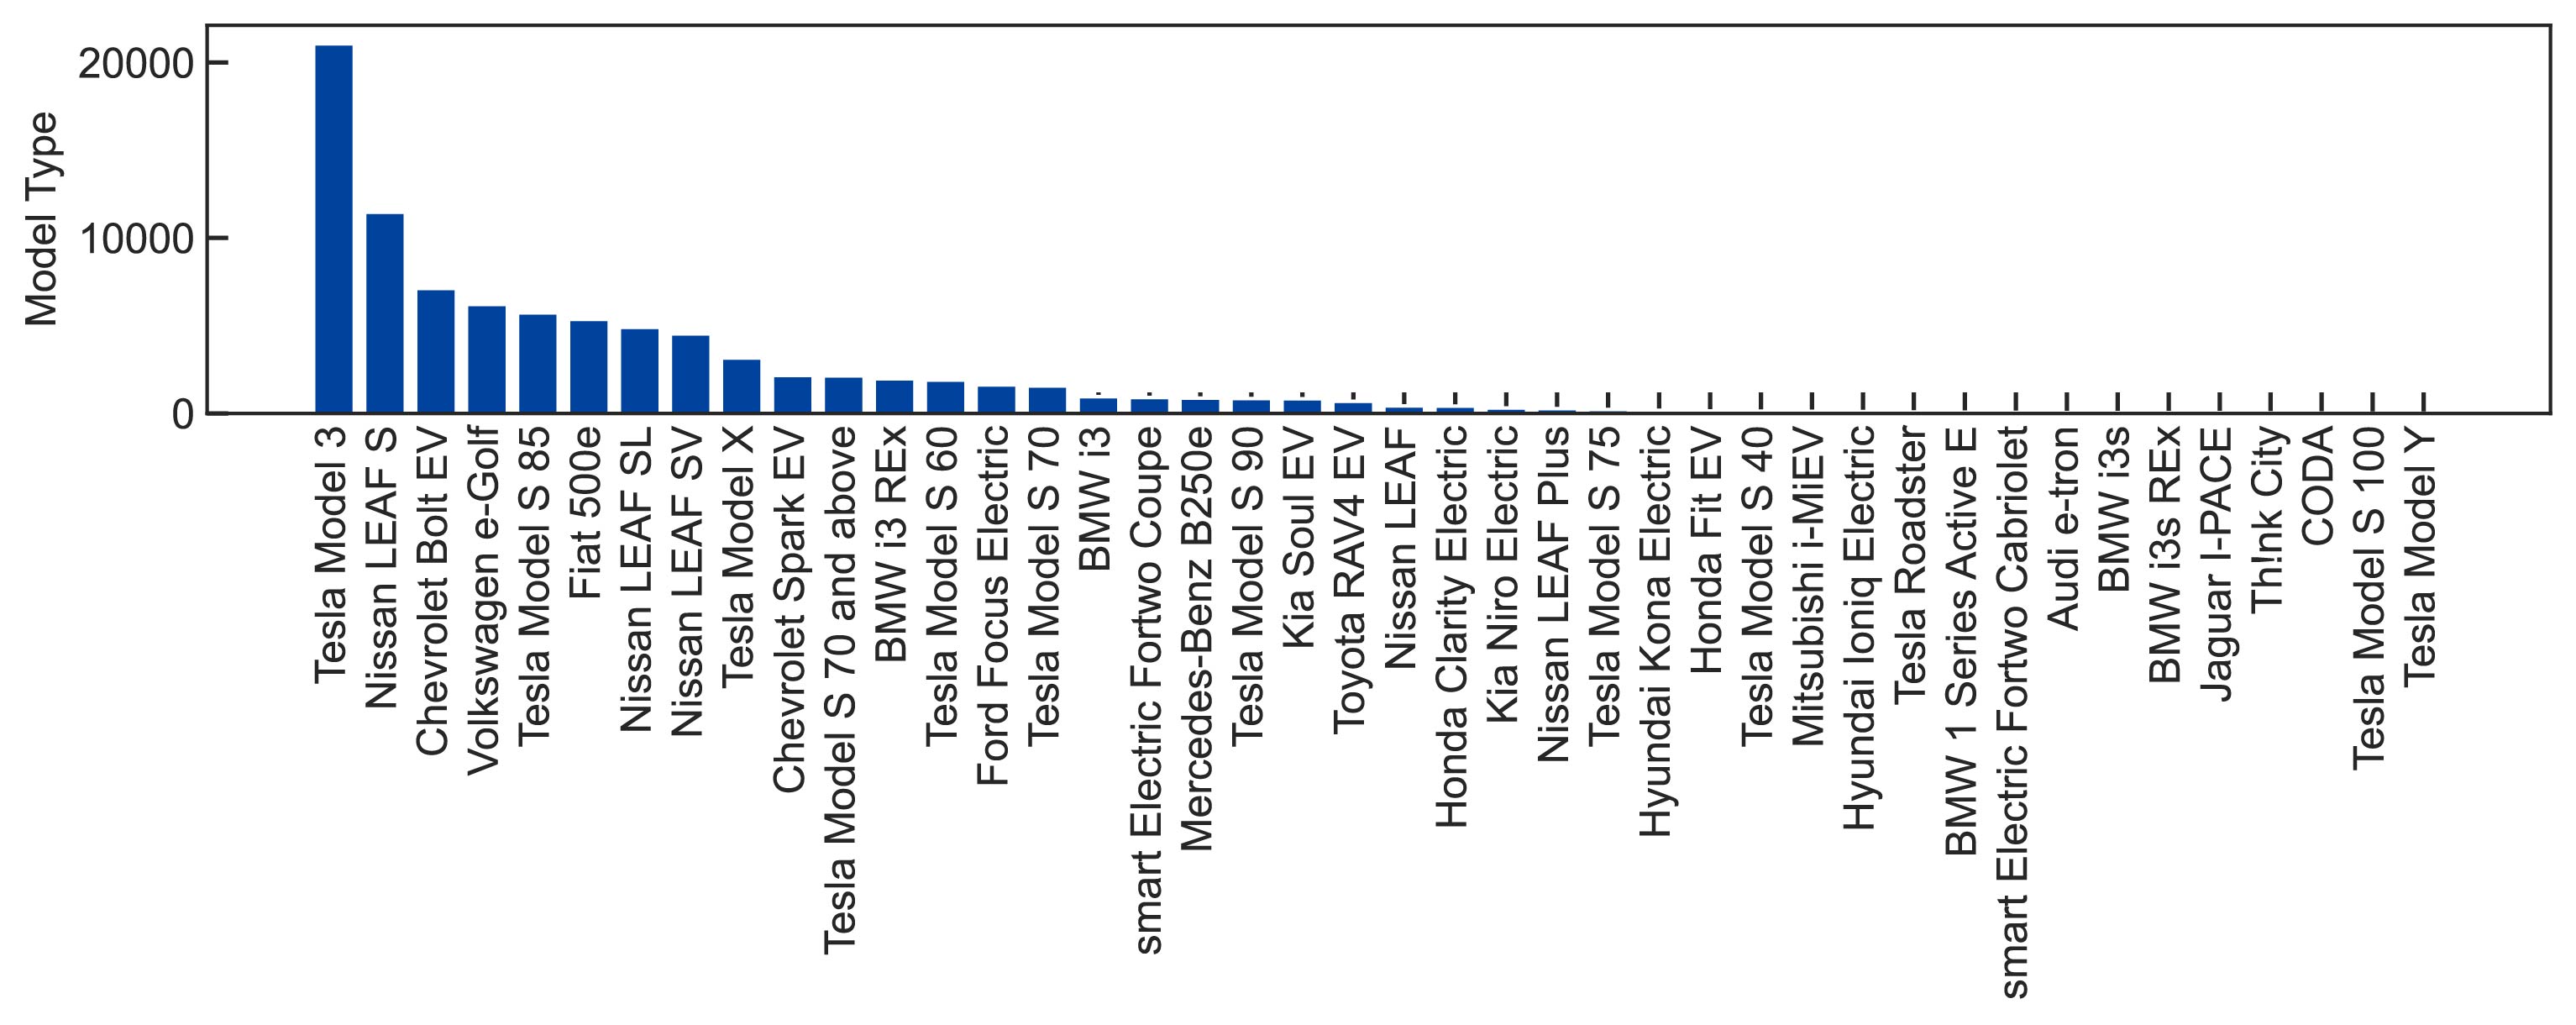 Model Type
20000
10000
0
Tesla Model 3
Nissan LEAF S
Chevrolet Bolt EV
Volkswagen e-Golf
Tesla Model S 85
Fiat 500e
Nissan LEAF SL
Nissan LEAF SV
Tesla Model X
Chevrolet Spark EV
Tesla Model S 70 and above
BMW i3 REx
Tesla Model S 60
Ford Focus Electric
Tesla Model S 70
BMW i3
smart Electric Fortwo Coupe
Mercedes-Benz B250e
Tesla Model S 90
Kia Soul EV
Toyota RAV4 EV
Nissan LEAF
Honda Clarity Electric
Kia Niro Electric
Nissan LEAF Plus
Tesla Model S 75
Hyundai Kona Electric
Honda Fit EV
Tesla Model S 40
Mitsubishi i-MiEV
Hyundai Ioniq Electric
Tesla Roadster
BMW 1 Series Active E
smart Electric Fortwo Cabriolet
Audi e-tron
BMW i3s
BMW i3s REx
Jaguar I-PACE
Th!nk City
CODA
Tesla Model S 100
Tesla Model Y